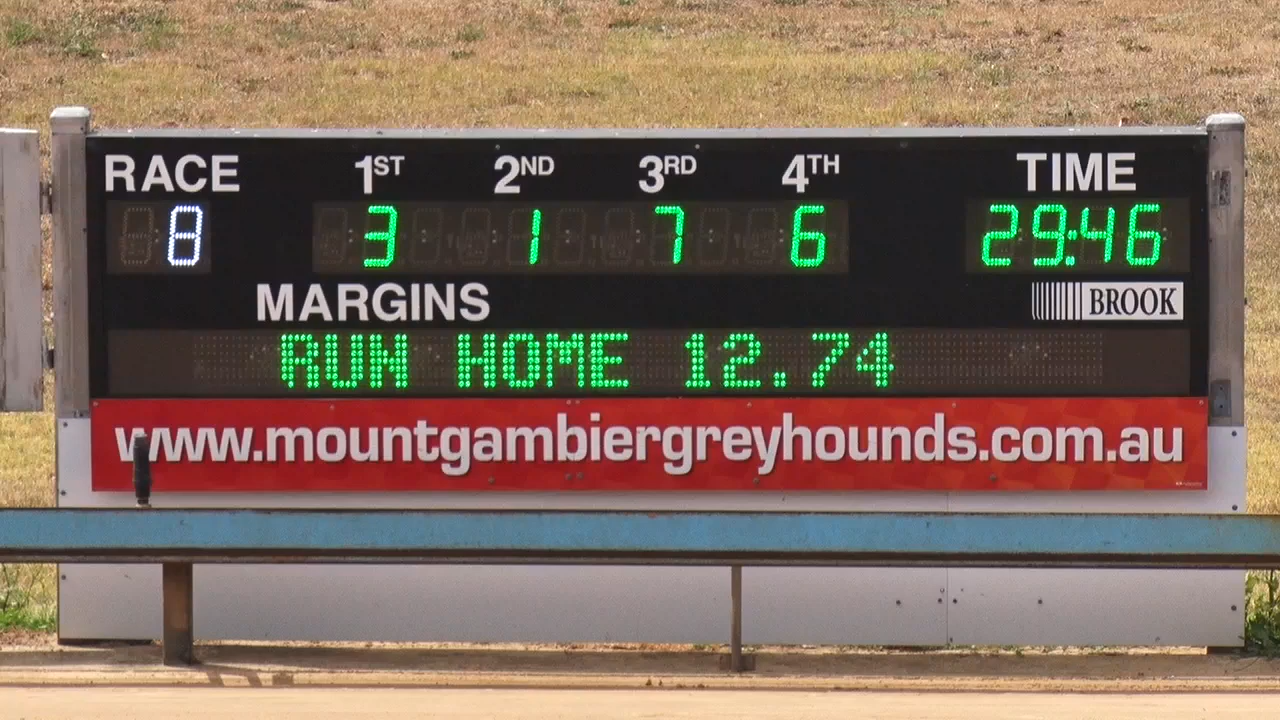 RACE 1ST 2ND 3RD 4TH TIME
8 3 1 7 6 29:46
MARGINS BROOK
RUN HOME 12.74
www.mountgambiergreyhounds.com.au